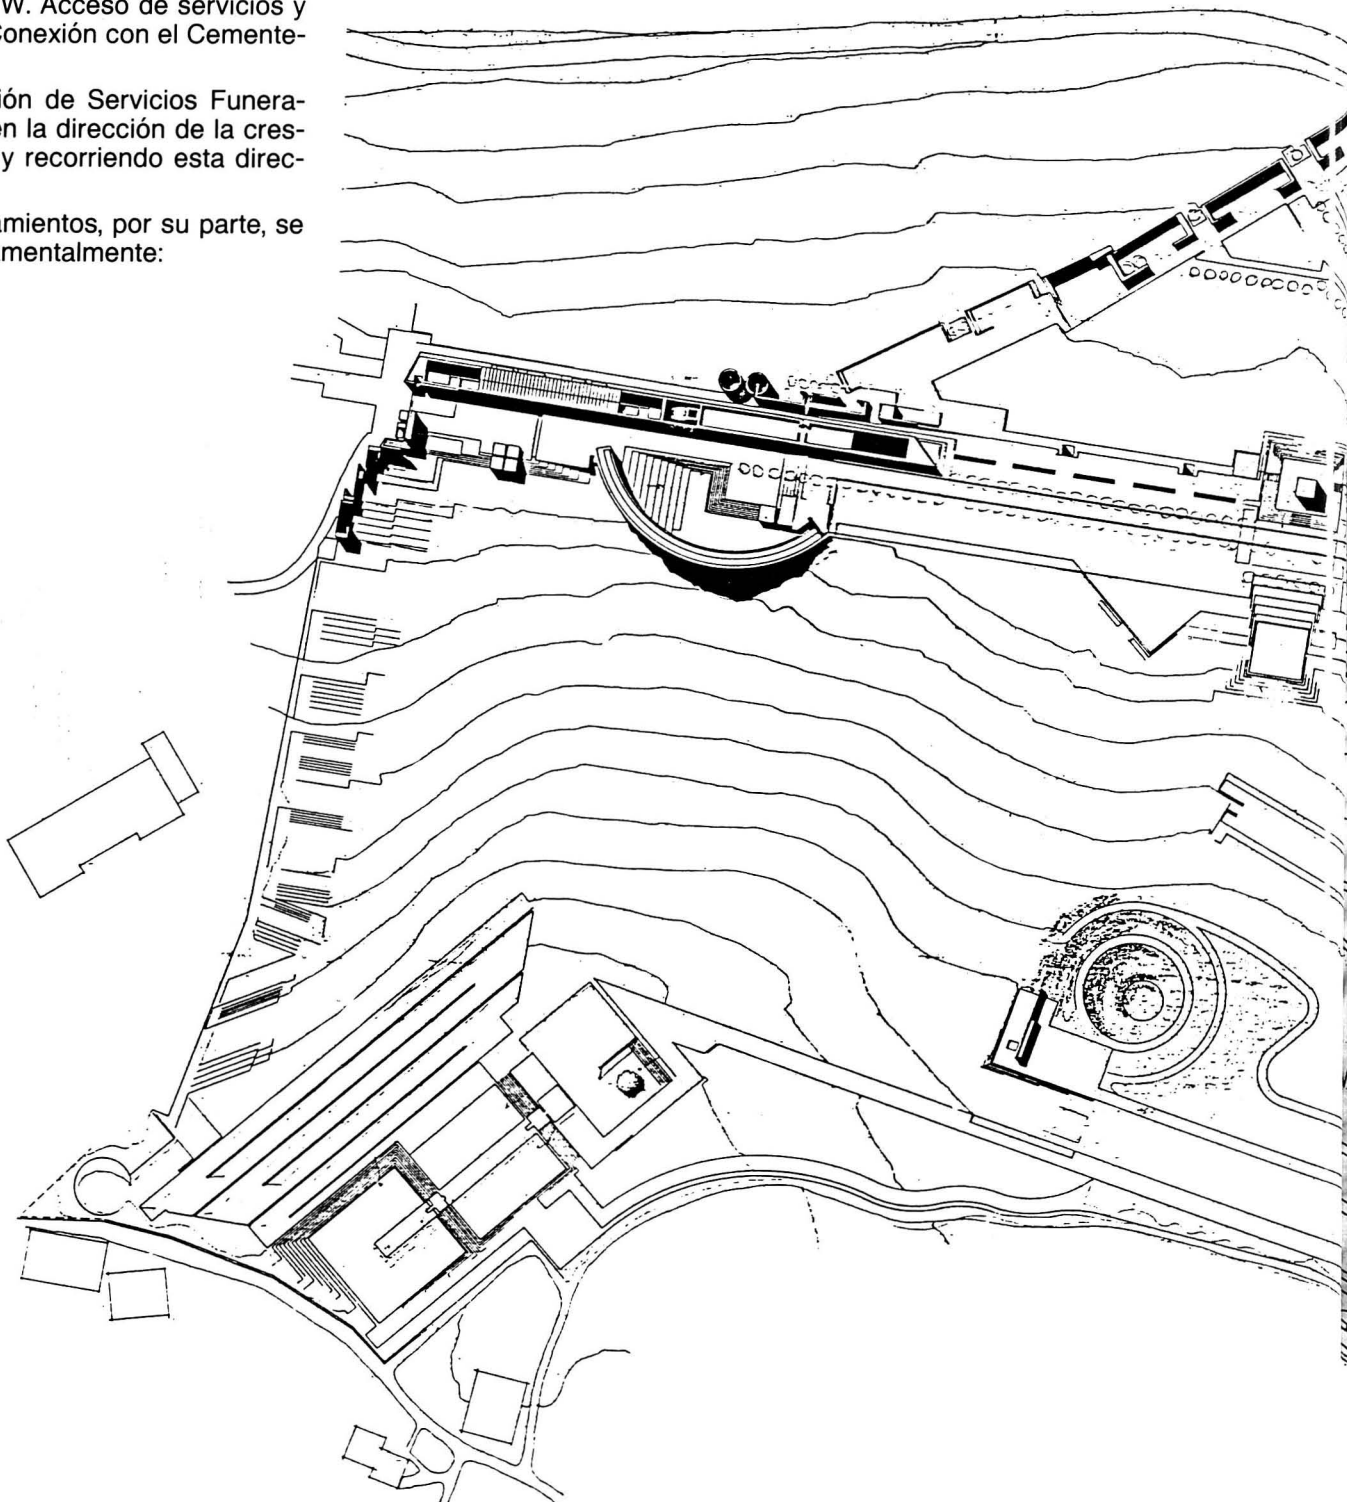 W. Acceso de servicios y
Conexión con el Cemente-
ión de Servicios Funera-
en la dirección de la cres-
y recorriendo esta direc-
amientos, por su parte, se
amentalmente: